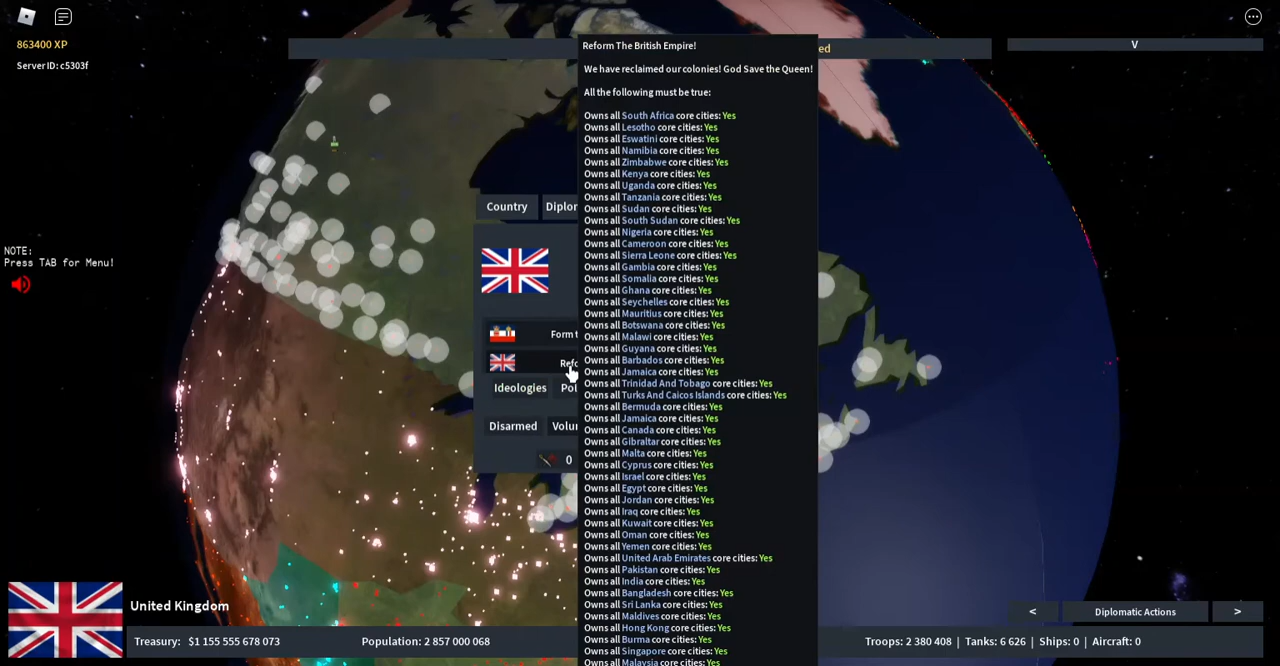 863400 XP
Server ID: c5303f
NOTE:
Press TAB for Menu!
ed
V
Country
Diplor
Form t
Refo
Ideologies
Pol
Disarmed
Volur
0
Reform The British Empire!
We have reclaimed our colonies! God Save the Queen!
All the following must be true:
Owns all South Africa core cities: Yes
Owns all Lesotho core cities: Yes
Owns all Eswatini core cities: Yes
Owns all Namibia core cities: Yes
Owns all Zimbabwe core cities: Yes
Owns all Kenya core cities: Yes
Owns all Uganda core cities: Yes
Owns all Tanzania core cities: Yes
Owns all Sudan core cities: Yes
Owns all South Sudan core cities: Yes
Owns all Nigeria core cities: Yes
Owns all Cameroon core cities: Yes
Owns all Sierra Leone core cities: Yes
Owns all Gambia core cities: Yes
Owns all Somalia core cities: Yes
Owns all Ghana core cities: Yes
Owns all Seychelles core cities: Yes
Owns all Mauritius core cities: Yes
Owns all Botswana core cities: Yes
Owns all Malawi core cities: Yes
Owns all Guyana core cities: Yes
Owns all Barbados core cities: Yes
Owns all Jamaica core cities: Yes
Owns all Trinidad And Tobago core cities: Yes
Owns all Turks And Caicos Islands core cities: Yes
Owns all Bermuda core cities: Yes
Owns all Jamaica core cities: Yes
Owns all Canada core cities: Yes
Owns all Gibraltar core cities: Yes
Owns all Malta core cities: Yes
Owns all Cyprus core cities: Yes
Owns all Israel core cities: Yes
Owns all Egypt core cities: Yes
Owns all Jordan core cities: Yes
Owns all Iraq core cities: Yes
Owns all Kuwait core cities: Yes
Owns all Oman core cities: Yes
Owns all Yemen core cities: Yes
Owns all United Arab Emirates core cities: Yes
Owns all Pakistan core cities: Yes
Owns all India core cities: Yes
Owns all Bangladesh core cities: Yes
Owns all Sri Lanka core cities: Yes
Owns all Maldives core cities: Yes
Owns all Hong Kong core cities: Yes
Owns all Burma core cities: Yes
Owns all Singapore core cities: Yes
Owns all Malaysia core cities: Yes
United Kingdom
Treasury: $1 155 555 678 073
Population: 2 857 000 068
< Diplomatic Actions >
Troops: 2 380 408 | Tanks: 6 626 | Ships: 0 | Aircraft: 0